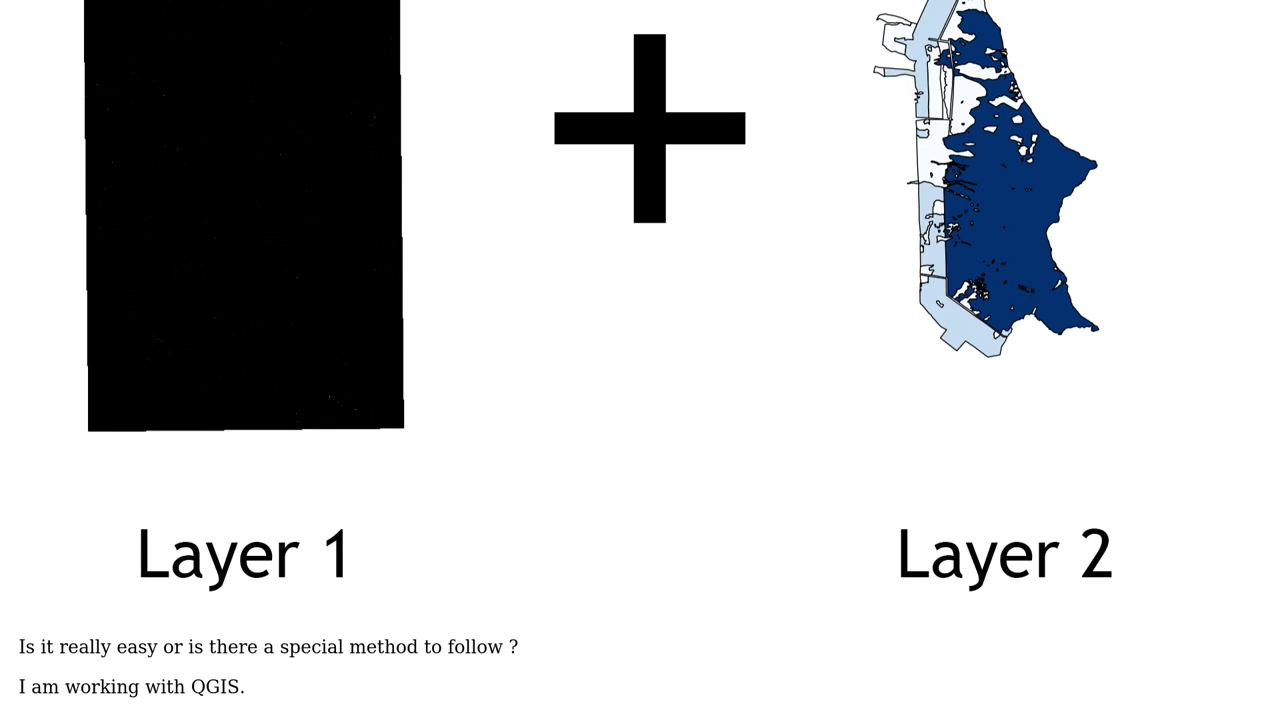 Layer 1
Layer 2
Is it really easy or is there a special method to follow ?
I am working with QGIS.